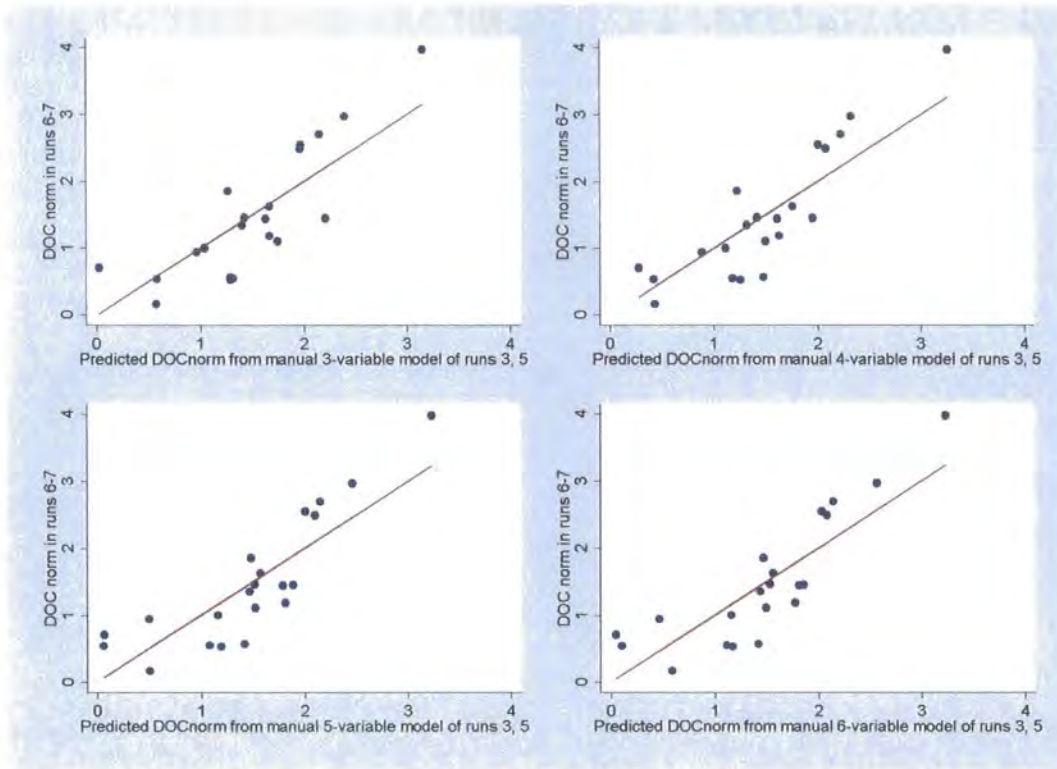 DOC norm in runs 6-7
4
3
2
1
0
0 1 2 3 4
Predicted DOCnorm from manual 3-variable model of runs 3, 5
DOC norm in runs 6-7
4
3
2
1
0
0 1 2 3 4
Predicted DOCnorm from manual 4-variable model of runs 3, 5
DOC norm in runs 6-7
4
3
2
1
0
0 1 2 3 4
Predicted DOCnorm from manual 5-variable model of runs 3, 5
DOC norm in runs 6-7
4
3
2
1
0
0 1 2 3 4
Predicted DOCnorm from manual 6-variable model of runs 3, 5